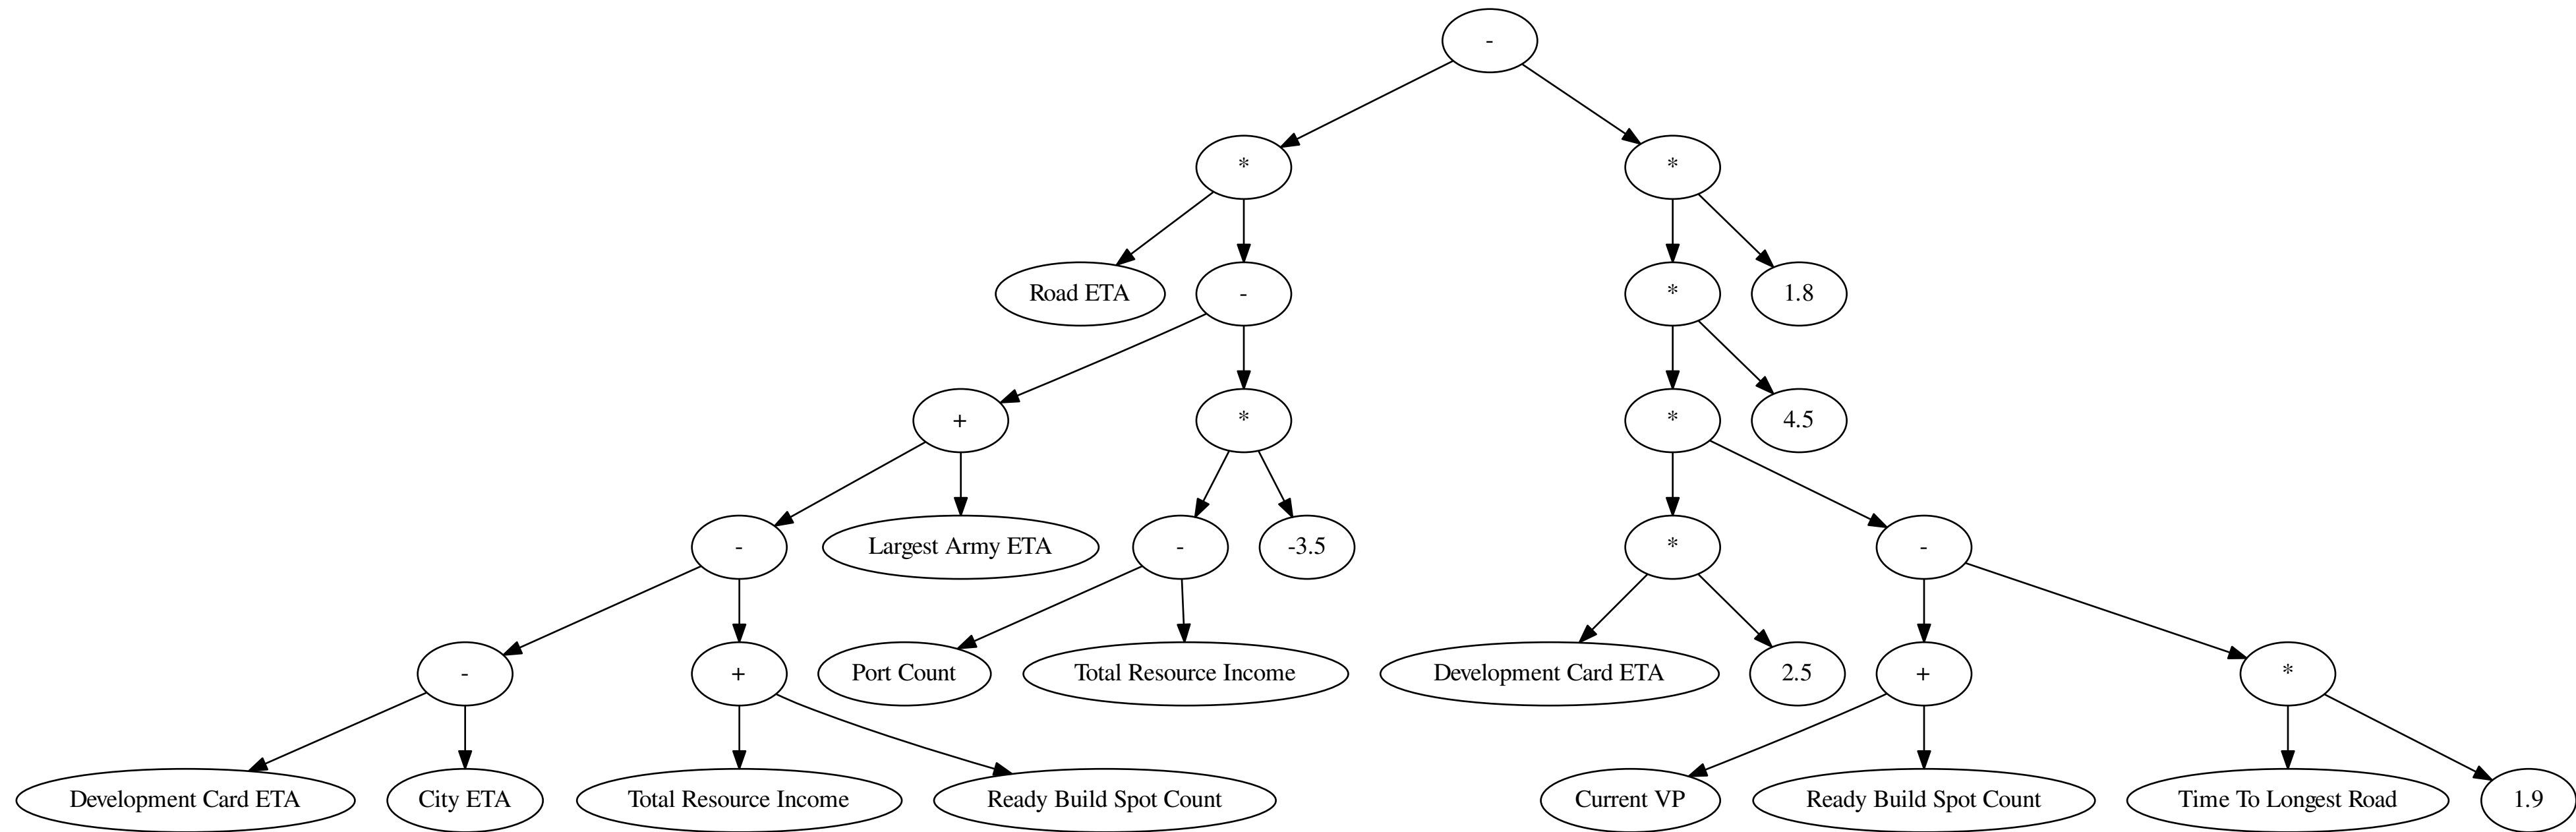 -
*
*
Road ETA
-
*
1.8
+
*
*
4.5
-
Largest Army ETA
-
-3.5
*
-
-
+
Port Count
Total Resource Income
Development Card ETA
2.5
+
*
Development Card ETA
City ETA
Total Resource Income
Ready Build Spot Count
Current VP
Ready Build Spot Count
Time To Longest Road
1.9